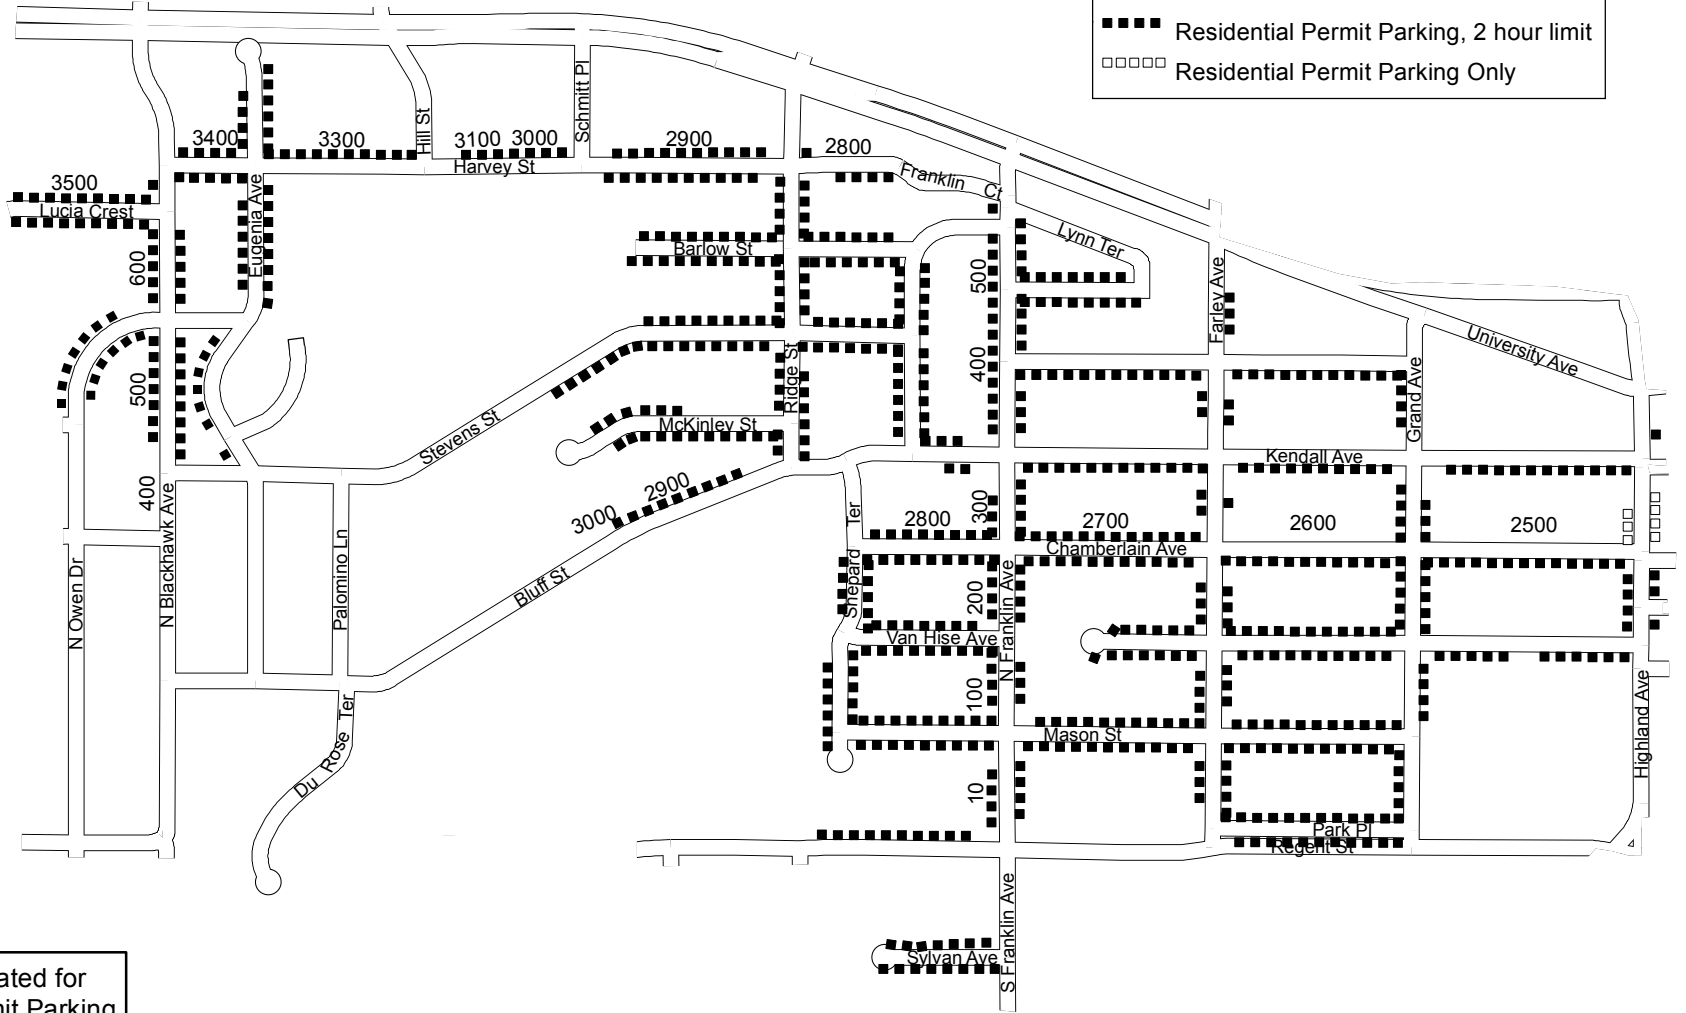 Residential Permit Parking, 2 hour limit
Residential Permit Parking Only
3400
3300
Hill St
3100
3000
Schmitt Pl
2900
2800
Harvey St
Franklin Ct
3500
Lucia Crest
Eugenia Ave
600
Barlow St
500
Lynn Ter
Farley Ave
University Ave
500
400
Ridge St
Grand Ave
Stevens St
McKinley St
Kendall Ave
400
N Blackhawk Ave
2900
3000
300
2800
2700
2600
2500
Shepard Ter
Chamberlain Ave
N Owen Dr
Palomino Ln
Bluff St
200
N Franklin Ave
Van Hise Ave
100
Highland Ave
Du Rose Ter
Mason St
10
Park Pl
Regent St
S Franklin Ave
Sylvan Ave
ated for
nit Parking